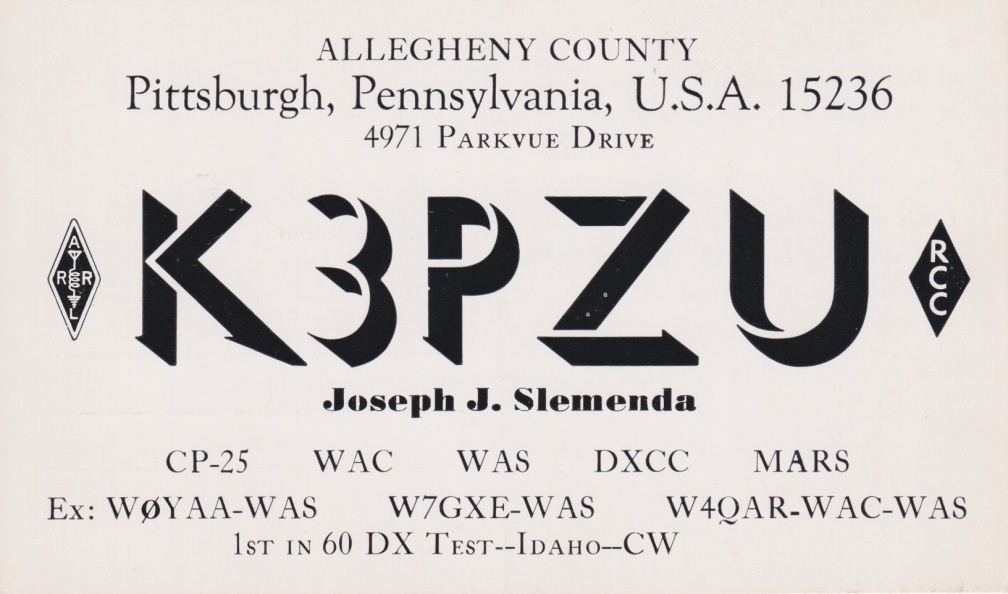 ALLEGHENY COUNTY
Pittsburgh, Pennsylvania, U.S.A. 15236
4971 PARKVUE DRIVE
K3PZU
ARRL
RCC
Joseph J. Slemenda
CP-25 WAC WAS DXCC MARS
Ex: WØYAA-WAS W7GXE-WAS W4QAR-WAC-WAS
1ST IN 60 DX TEST--IDAHO--CW